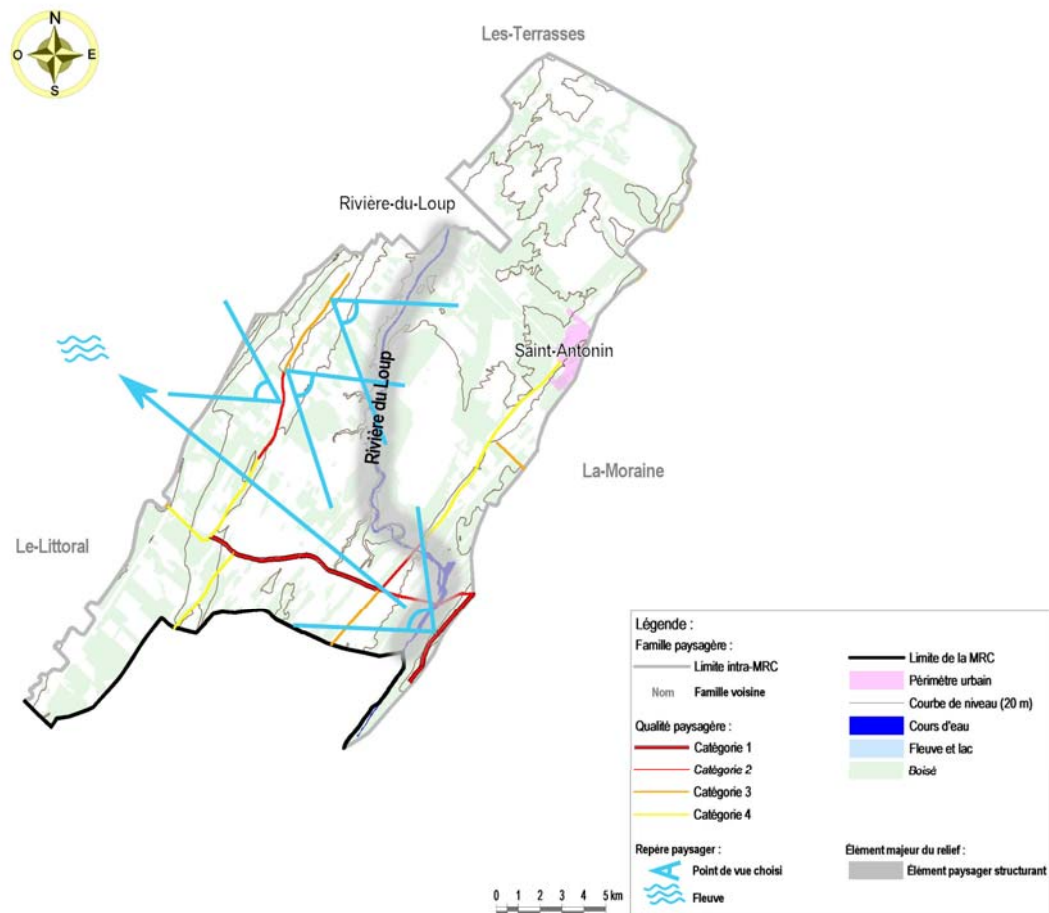 N
O
E
S
Les-Terrasses
Rivière-du-Loup
Saint-Antonin
Rivière du Loup
La-Moraine
Le-Littoral
Légende :
Famille paysagère :
Limite intra-MRC
Nom Famille voisine
Qualité paysagère :
Catégorie 1
Catégorie 2
Catégorie 3
Catégorie 4
Repère paysager :
Point de vue choisi
Fleuve
Limite de la MRC
Périmètre urbain
Courbe de niveau (20 m)
Cours d'eau
Fleuve et lac
Boisé
Élément majeur du relief :
Élément paysager structurant
0 1 2 3 4 5 km